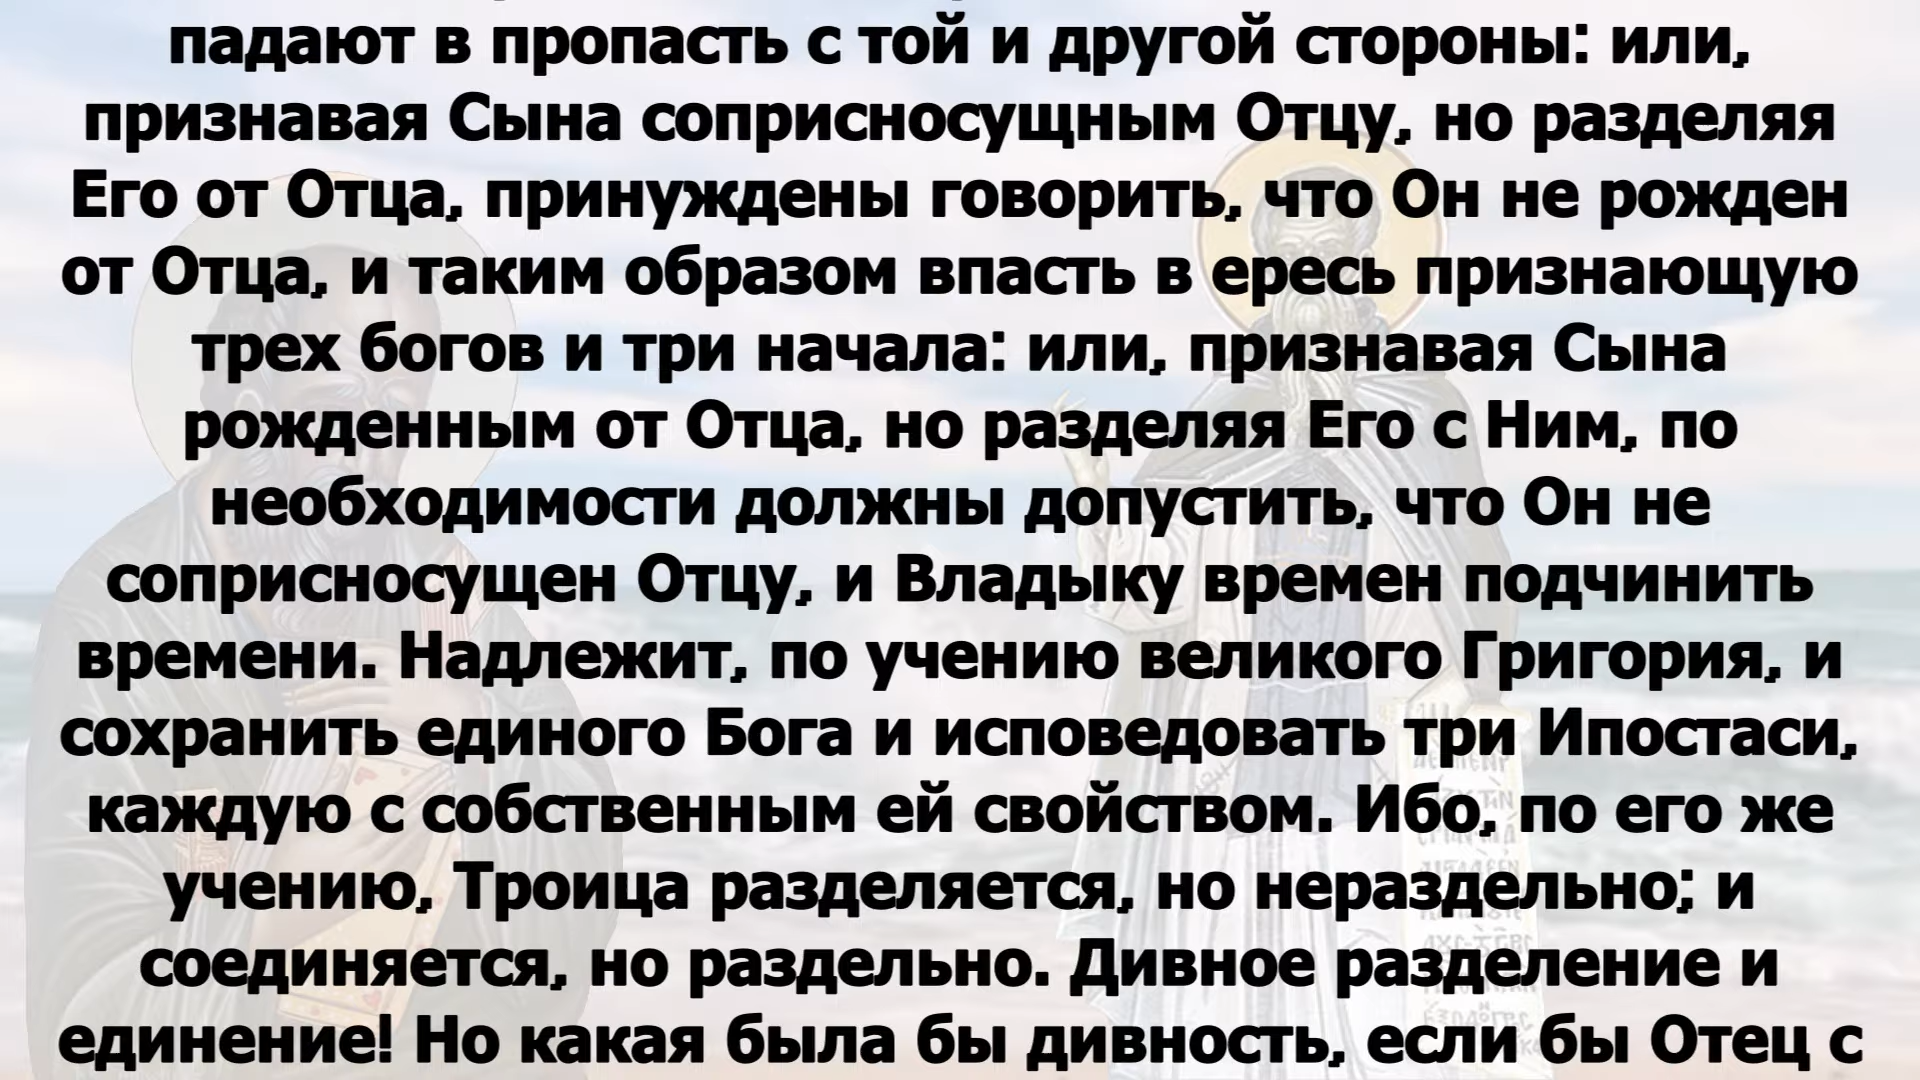 падают в пропасть с той и другой стороны: или,
признавая Сына соприсносущным Отцу, но разделяя
Его от Отца, принуждены говорить, что Он не рожден
от Отца, и таким образом впасть в ересь признающую
трех богов и три начала: или, признавая Сына
рожденным от Отца, но разделяя Его с Ним, по
необходимости должны допустить, что Он не
соприсносущен Отцу, и Владыку времен подчинить
времени. Надлежит, по учению великого Григория, и
сохранить единого Бога и исповедовать три Ипостаси,
каждую с собственным ей свойством. Ибо, по его же
учению, Троица разделяется, но нераздельно; и
соединяется, но раздельно. Дивное разделение и
единение! Но какая была бы дивность, если бы Отец с